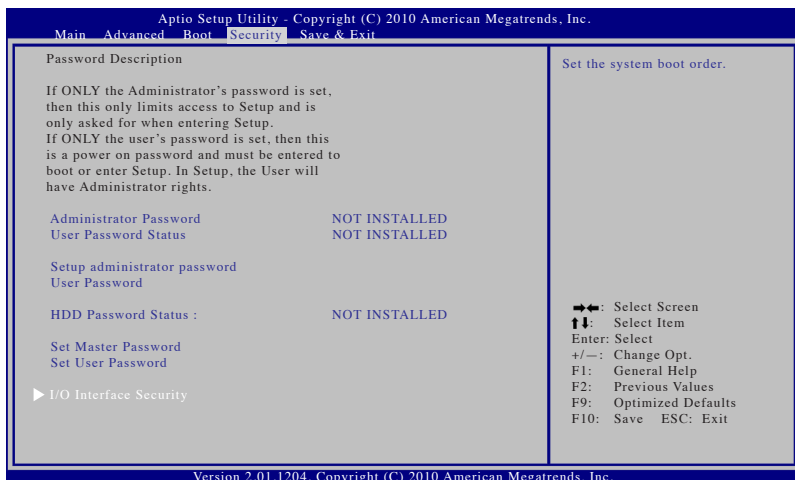 Aptio Setup Utility - Copyright (C) 2010 American Megatrends, Inc.
Main Advanced Boot Security Save & Exit
Password Description
If ONLY the Administrator's password is set,
then this only limits access to Setup and is
only asked for when entering Setup.
If ONLY the user's password is set, then this
is a power on password and must be entered to
boot or enter Setup. In Setup, the User will
have Administrator rights.
Administrator Password NOT INSTALLED
User Password Status NOT INSTALLED
Setup administrator password
User Password
HDD Password Status : NOT INSTALLED
Set Master Password
Set User Password
▶ I/O Interface Security
Set the system boot order.
→←: Select Screen
↑↓: Select Item
Enter: Select
+/—: Change Opt.
F1: General Help
F2: Previous Values
F9: Optimized Defaults
F10: Save ESC: Exit
Version 2.01.1204. Copyright (C) 2010 American Megatrends, Inc.